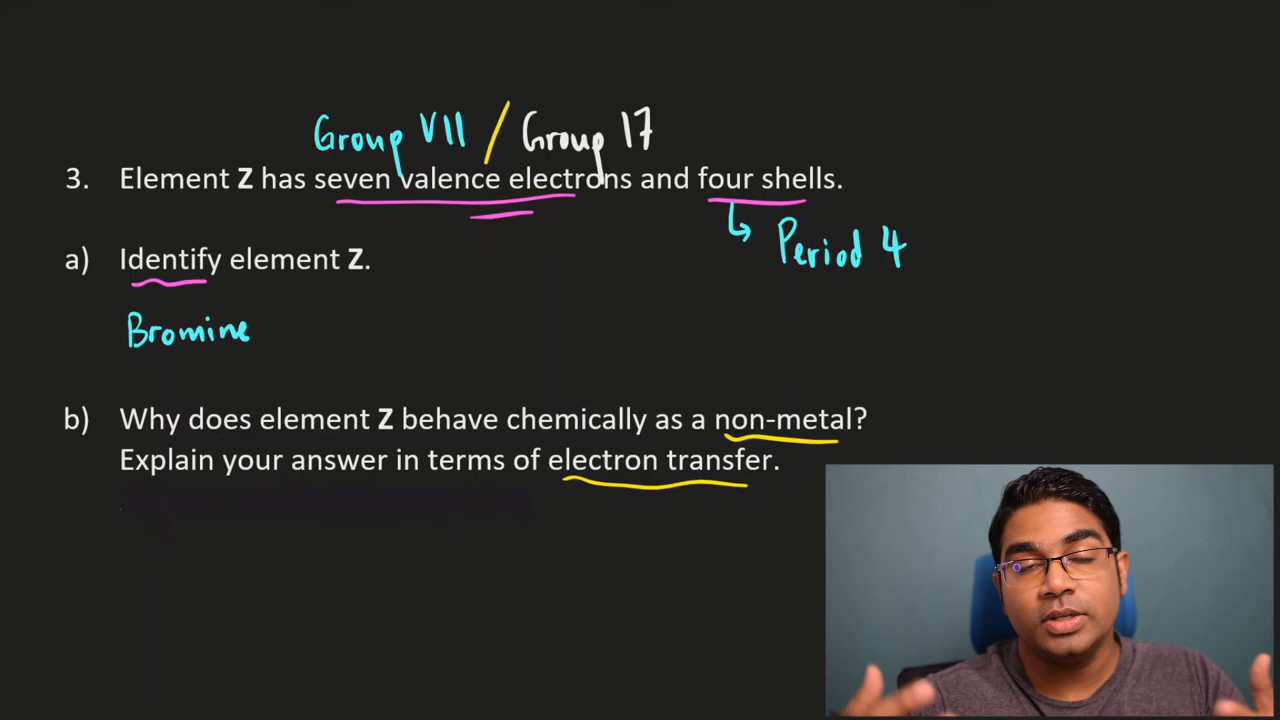 Group VII / Group 17
3. Element Z has seven valence electrons and four shells.
Period 4
a) Identify element Z.
Bromine
b) Why does element Z behave chemically as a non-metal?
Explain your answer in terms of electron transfer.